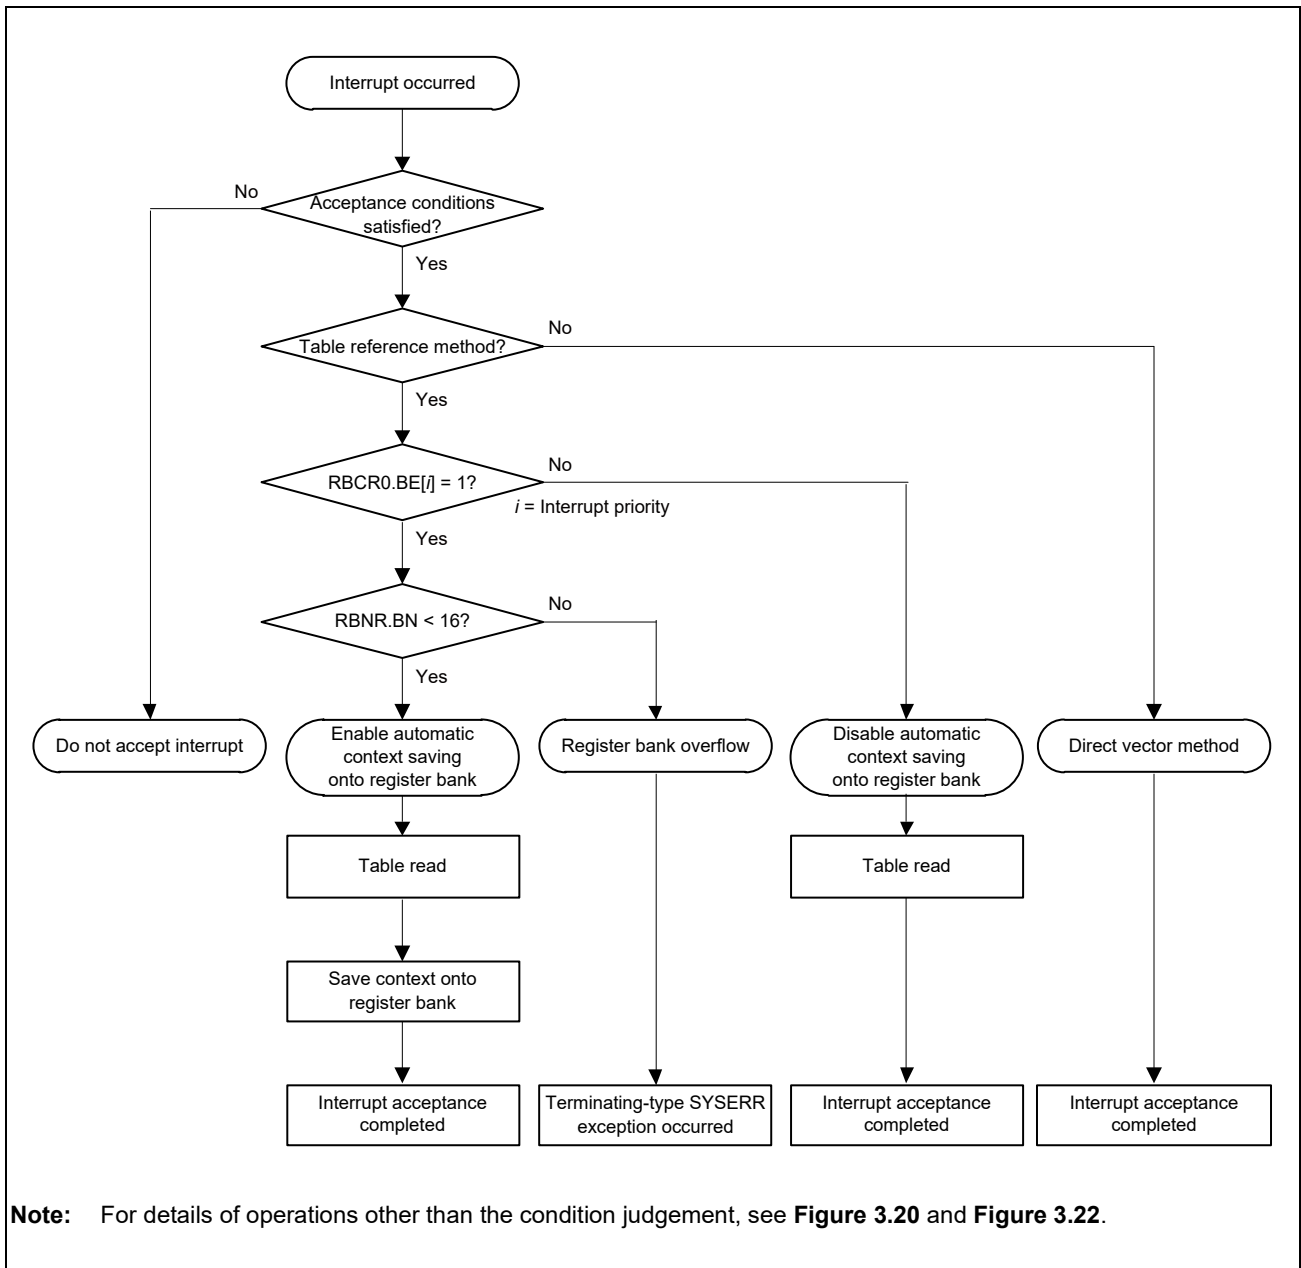 Interrupt occurred
No
Acceptance conditions
satisfied?
Yes
No
Table reference method?
Yes
No
RBCR0.BE[i] = 1?
i = Interrupt priority
Yes
No
RBNR.BN < 16?
Yes
Do not accept interrupt
Enable automatic
context saving
onto register bank
Register bank overflow
Disable automatic
context saving
onto register bank
Direct vector method
Table read
Table read
Save context onto
register bank
Interrupt acceptance
completed
Terminating-type SYSERR
exception occurred
Interrupt acceptance
completed
Interrupt acceptance
completed
Note: For details of operations other than the condition judgement, see Figure 3.20 and Figure 3.22.